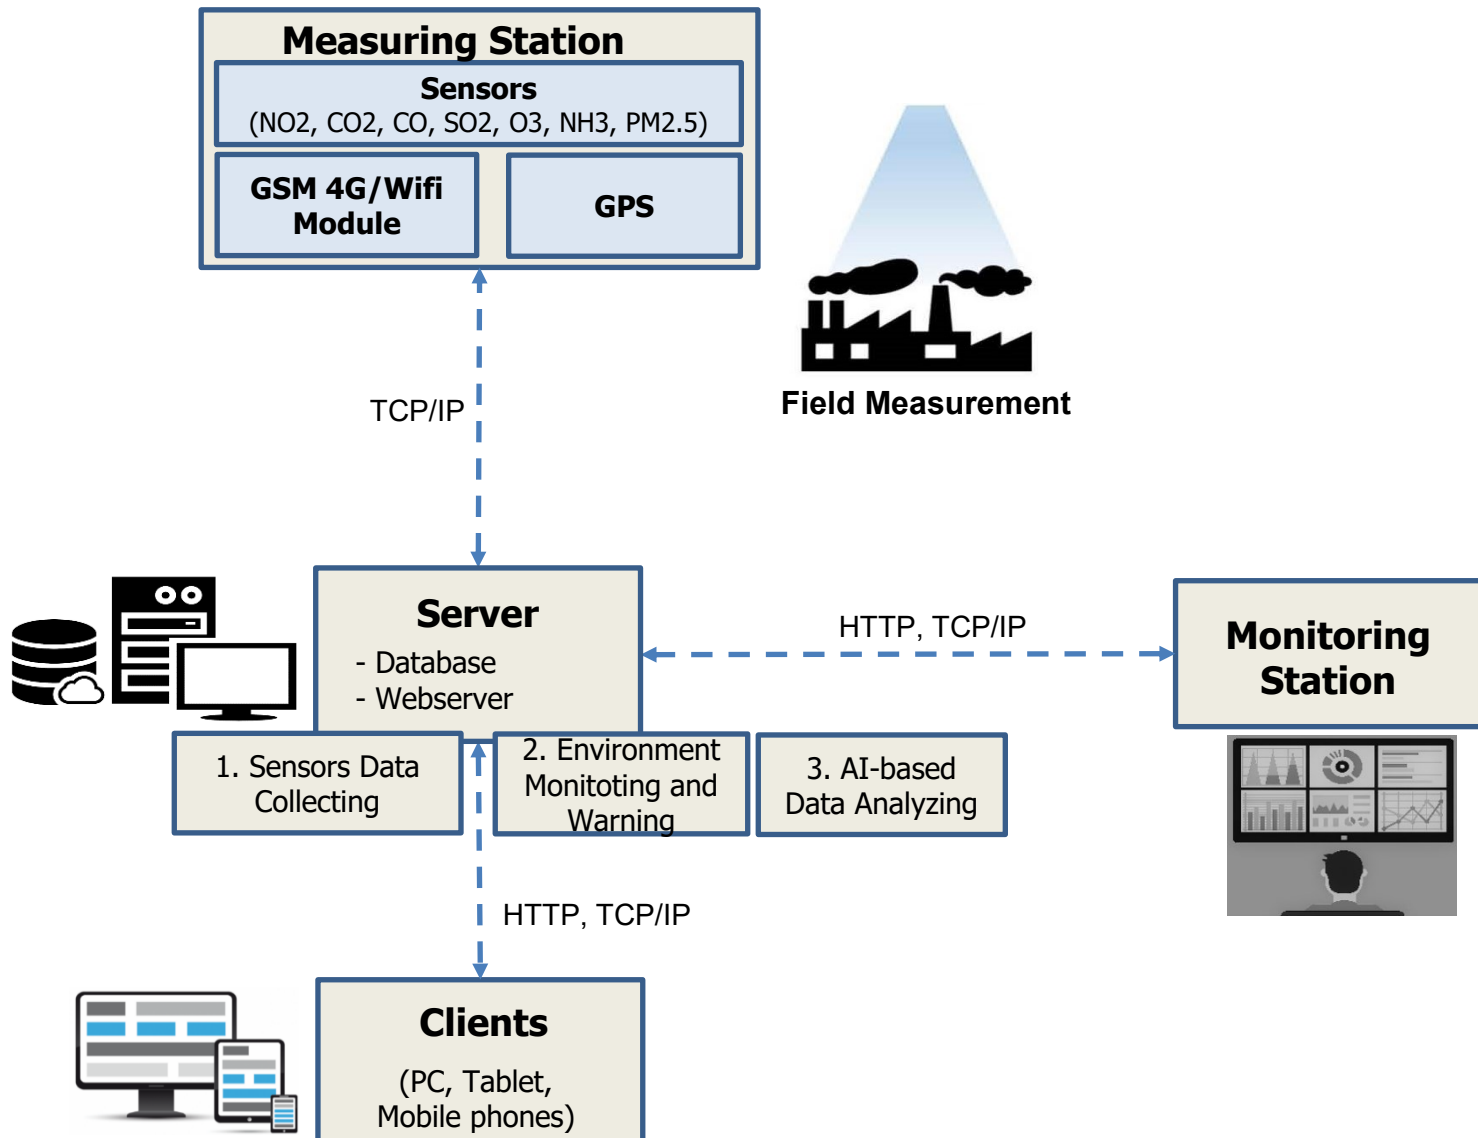 Measuring Station
Sensors
(NO2, CO2, CO, SO2, O3, NH3, PM2.5)
GSM 4G/Wifi
Module
GPS
Field Measurement
TCP/IP
Server
- Database
- Webserver
HTTP, TCP/IP
Monitoring
Station
1. Sensors Data
Collecting
2. Environment
Monitoting and
Warning
3. AI-based
Data Analyzing
HTTP, TCP/IP
Clients
(PC, Tablet,
Mobile phones)